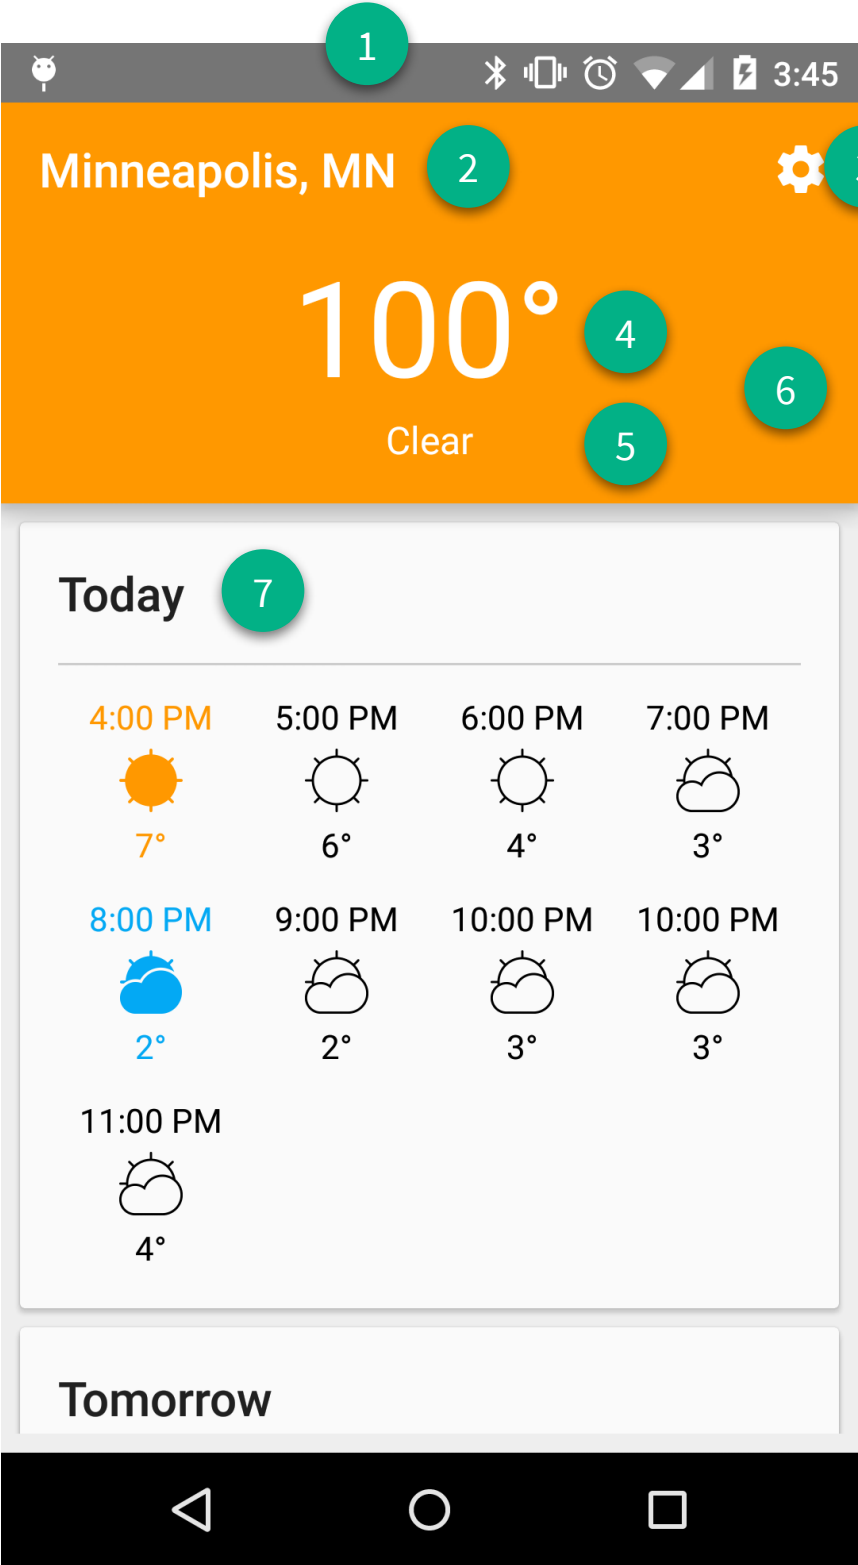 1
3:45
Minneapolis, MN 2
100° 4
6
Clear 5
Today 7
4:00 PM 5:00 PM 6:00 PM 7:00 PM
7° 6° 4° 3°
8:00 PM 9:00 PM 10:00 PM 10:00 PM
2° 2° 3° 3°
11:00 PM
4°
Tomorrow